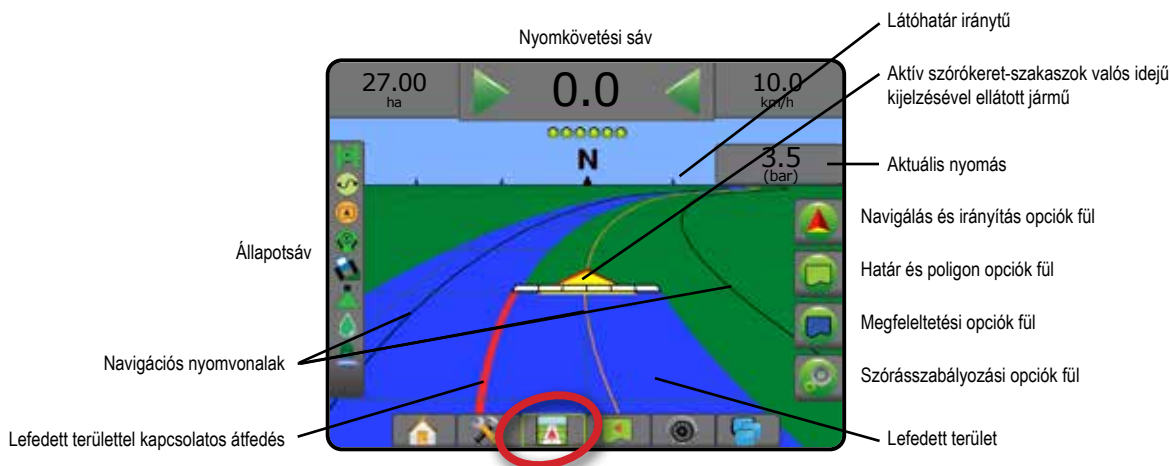 Nyomkövetési sáv
Látóhatár iránytű
Aktív szórókeret-szakaszok valós idejű
kijelzésével ellátott jármű
27.00
ha
0.0
10.0
km/h
N
3.5
(bar)
Aktuális nyomás
Navigálás és irányítás opciók fül
Állapotsáv
Határ és poligon opciók fül
Megfeleltetési opciók fül
Navigációs nyomvonalak
Szórásszabályozási opciók fül
Lefedett területtel kapcsolatos átfedés
Lefedett terület